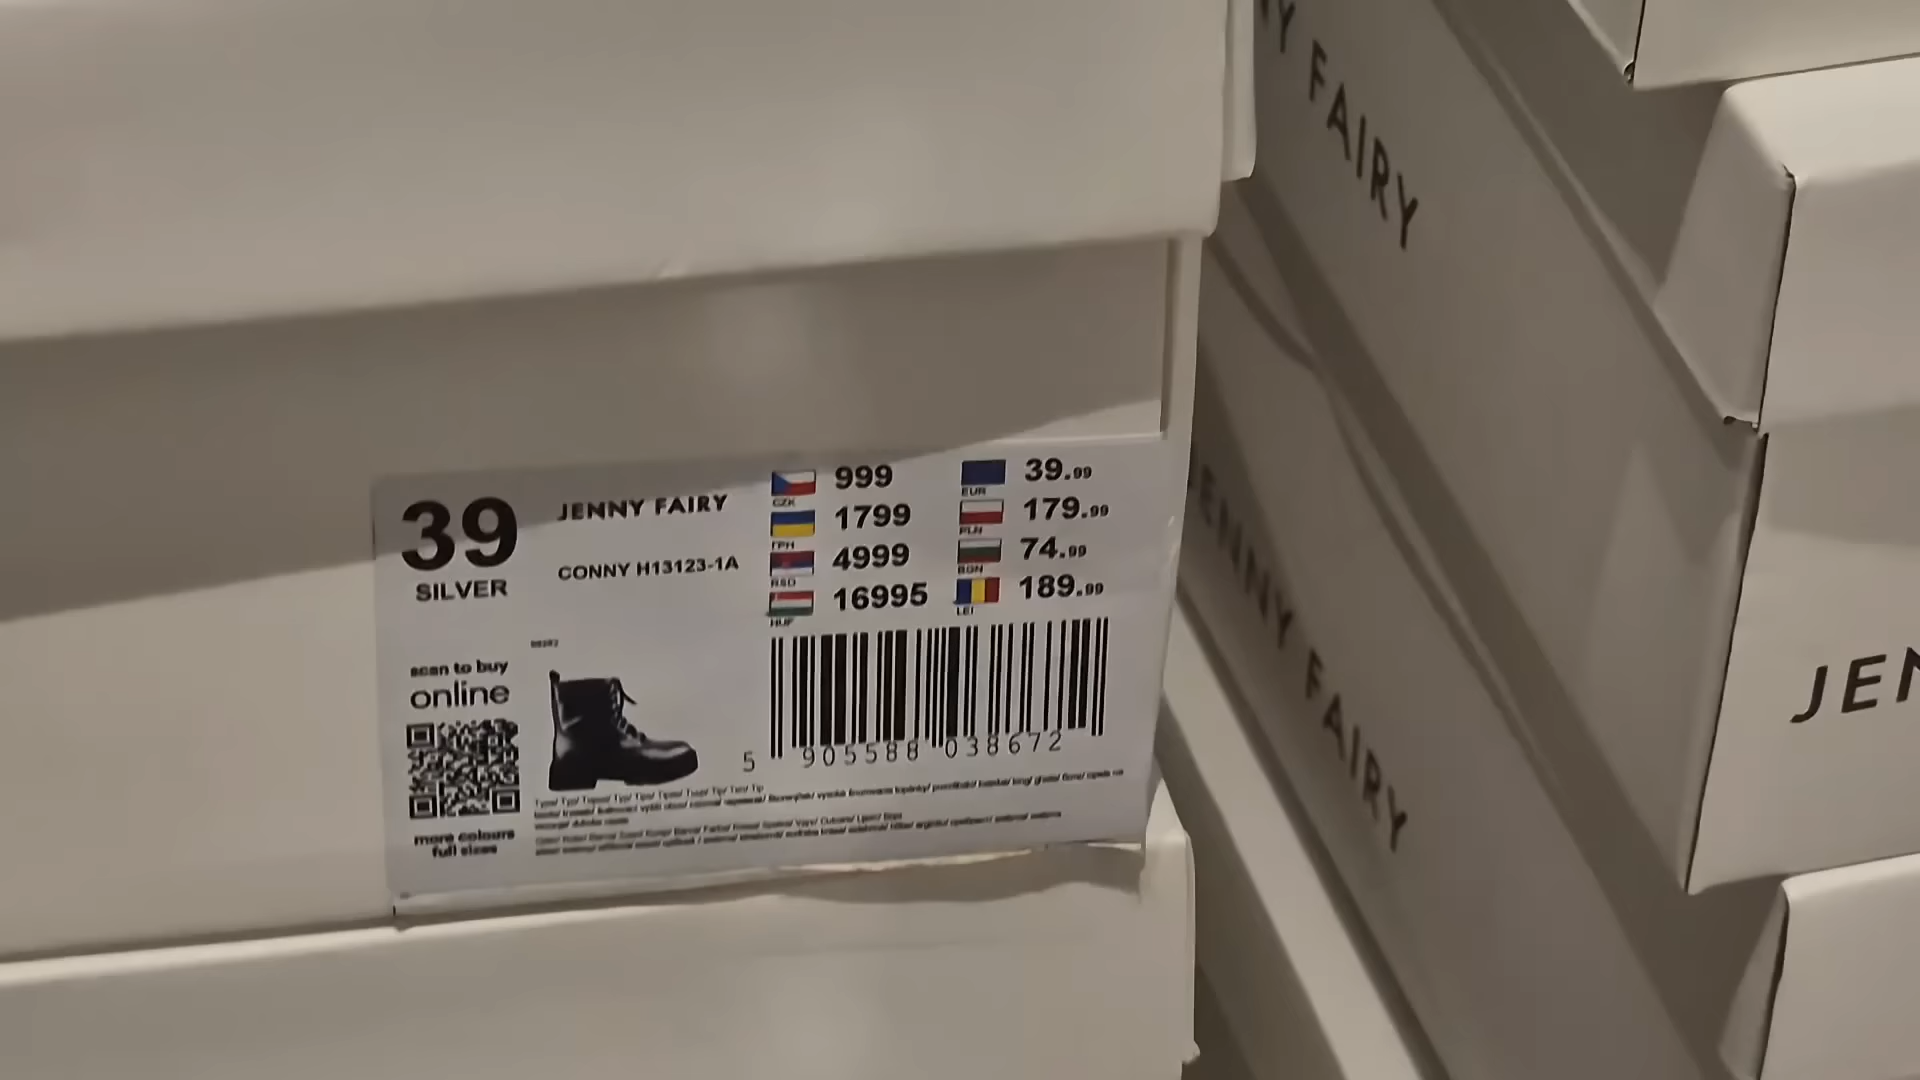 39
SILVER
JENNY FAIRY
CONNY H13123-1A
CZK 999
ГРН 1799
RSD 4999
HUF 16995
EUR 39.99
PLN 179.99
BGN 74.99
LEI 189.99
scan to buy
online
more colours
full sizes
5 905588 038672
NY FAIRY
JENNY FAIRY
JEN